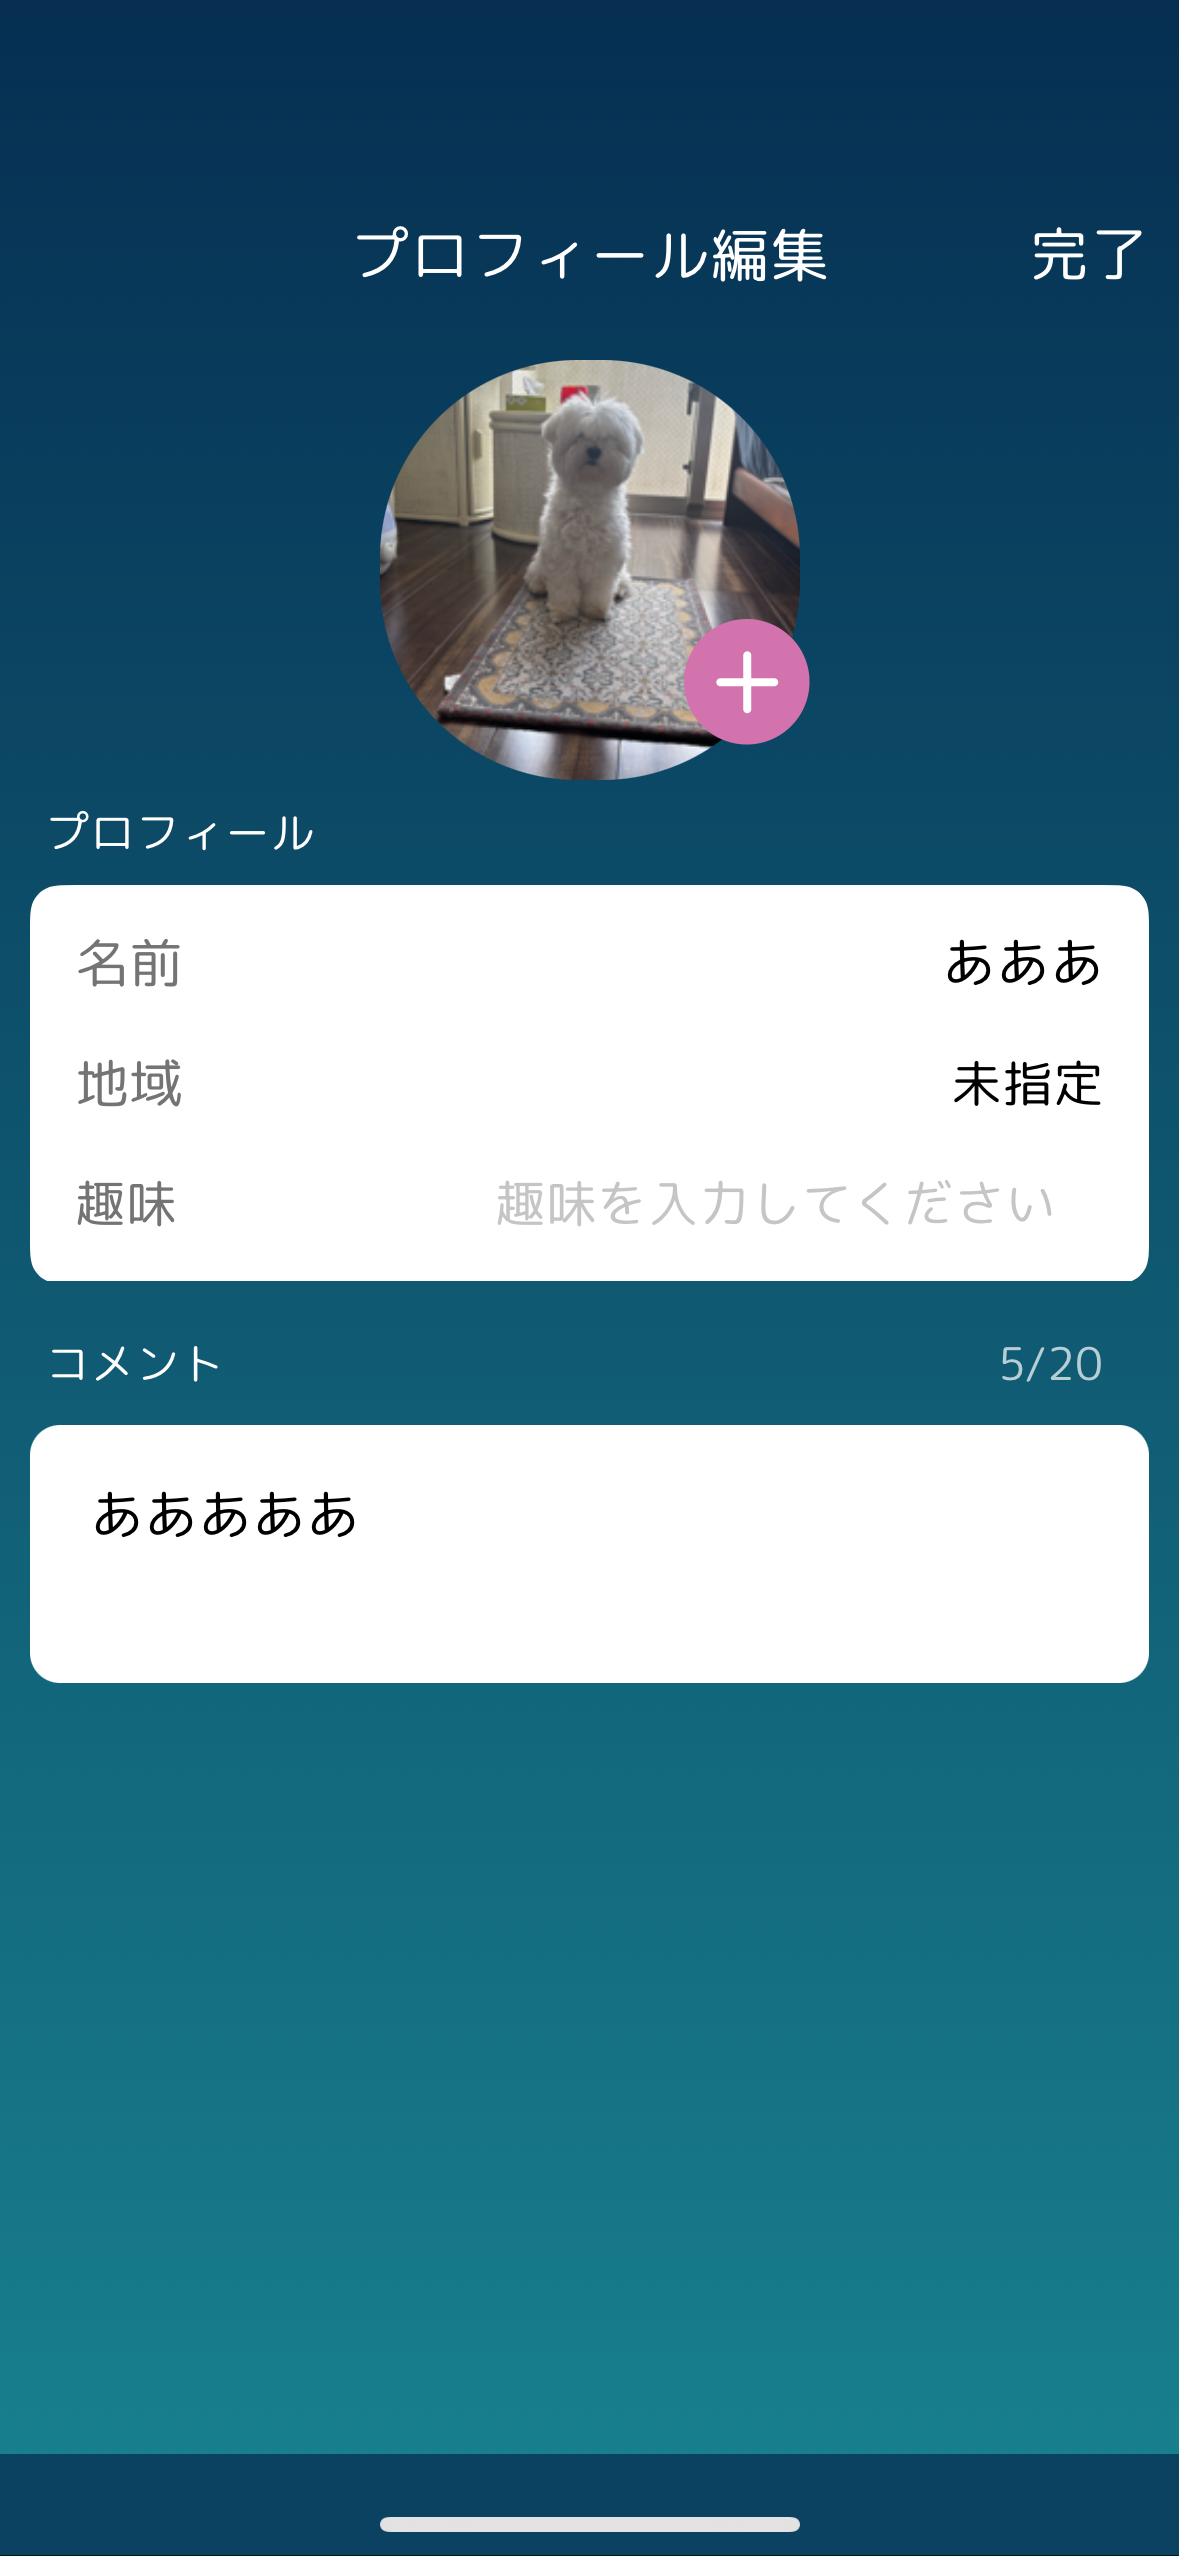 プロフィール編集 完了
プロフィール
名前 あああ
地域 未指定
趣味 趣味を入力してください
コメント 5/20
あああああ